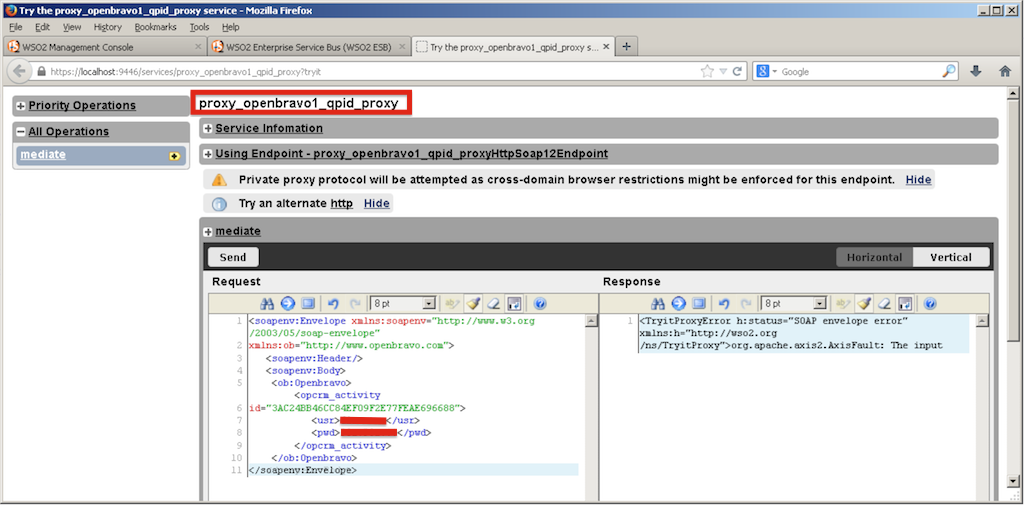 Try the proxy_openbravo1_qpid_proxy service - Mozilla Firefox
File Edit View History Bookmarks Tools Help
WSO2 Management Console
WSO2 Enterprise Service Bus (WSO2 ESB)
Try the proxy_openbravo1_qpid_proxy s...
https://localhost:9446/services/proxy_openbravo1_qpid_proxy?tryit
Google
Priority Operations
All Operations
mediate
proxy_openbravo1_qpid_proxy
Service Infomation
Using Endpoint - proxy_openbravo1_qpid_proxyHttpSoap12Endpoint
Private proxy protocol will be attempted as cross-domain browser restrictions might be enforced for this endpoint. Hide
Try an alternate http Hide
mediate
Send
Horizontal Vertical
Request
8 pt
1 <soapenv:Envelope xmlns:soapenv="http://www.w3.org
/2003/05/soap-envelope"
2 xmlns:ob="http://www.openbravo.com">
3 <soapenv:Header/>
4 <soapenv:Body>
5 <ob:Openbravo>
<opcrm_activity
6 id="3AC24BB46CC84EF09F2E77FEAE696688">
7 <usr> </usr>
8 <pwd> </pwd>
9 </opcrm_activity>
10 </ob:Openbravo>
11 </soapenv:Envelope>
Response
8 pt
1 <TryitProxyError h:status="SOAP envelope error"
xmlns:h="http://wso2.org
/ns/TryitProxy">org.apache.axis2.AxisFault: The input